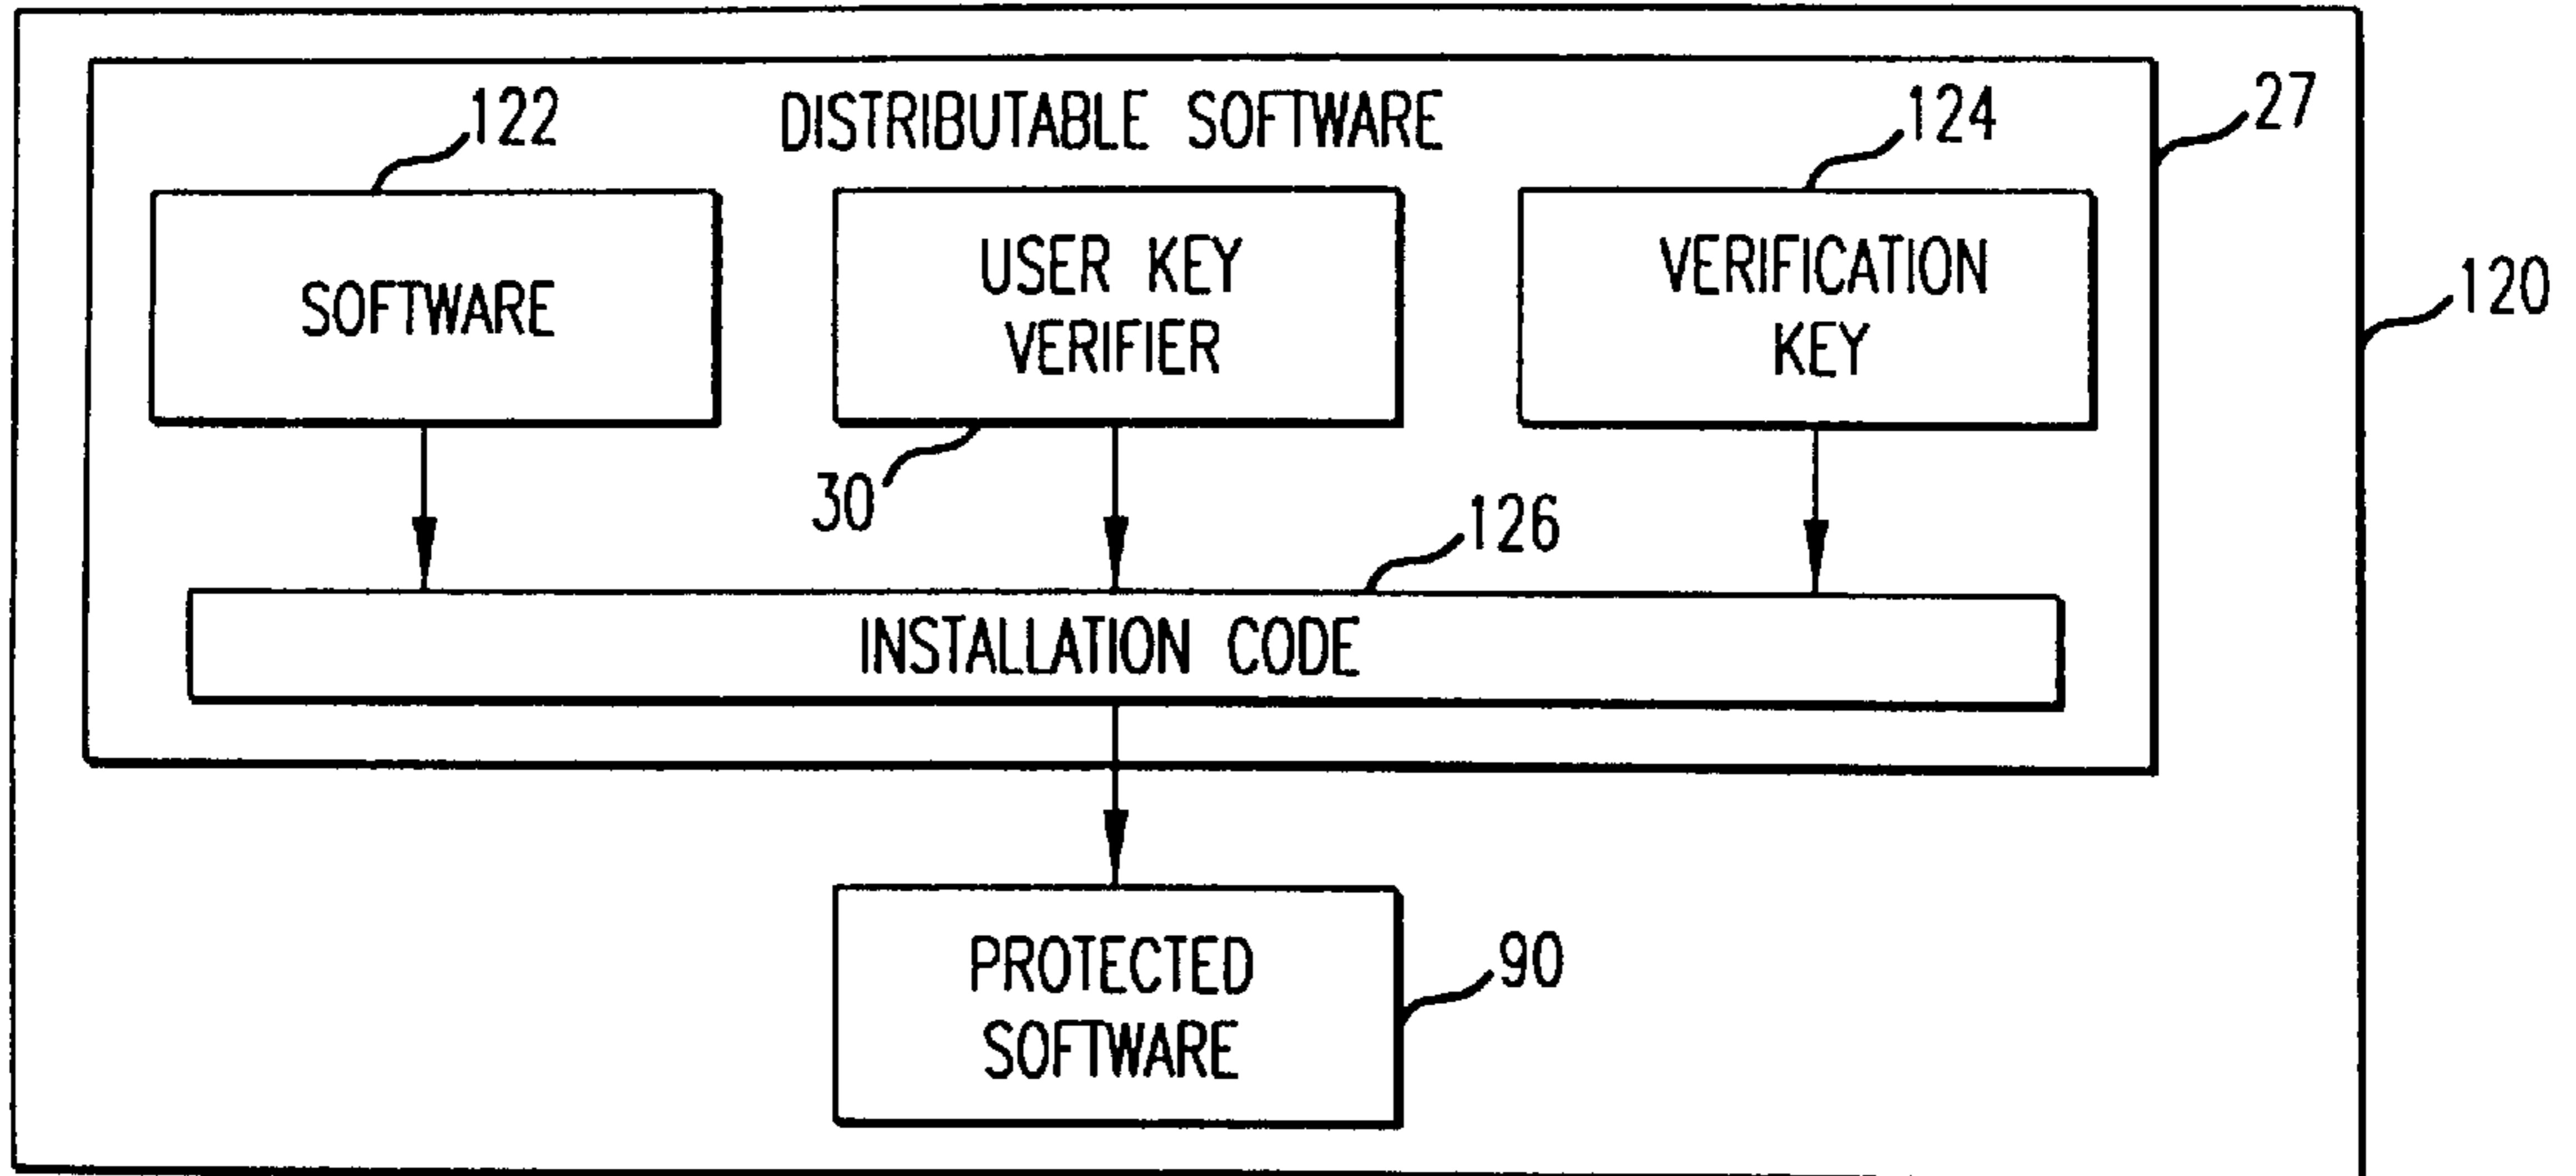 DISTRIBUTABLE SOFTWARE
122
124
27
SOFTWARE
USER KEY
VERIFIER
VERIFICATION
KEY
120
30
126
INSTALLATION CODE
PROTECTED
SOFTWARE
90